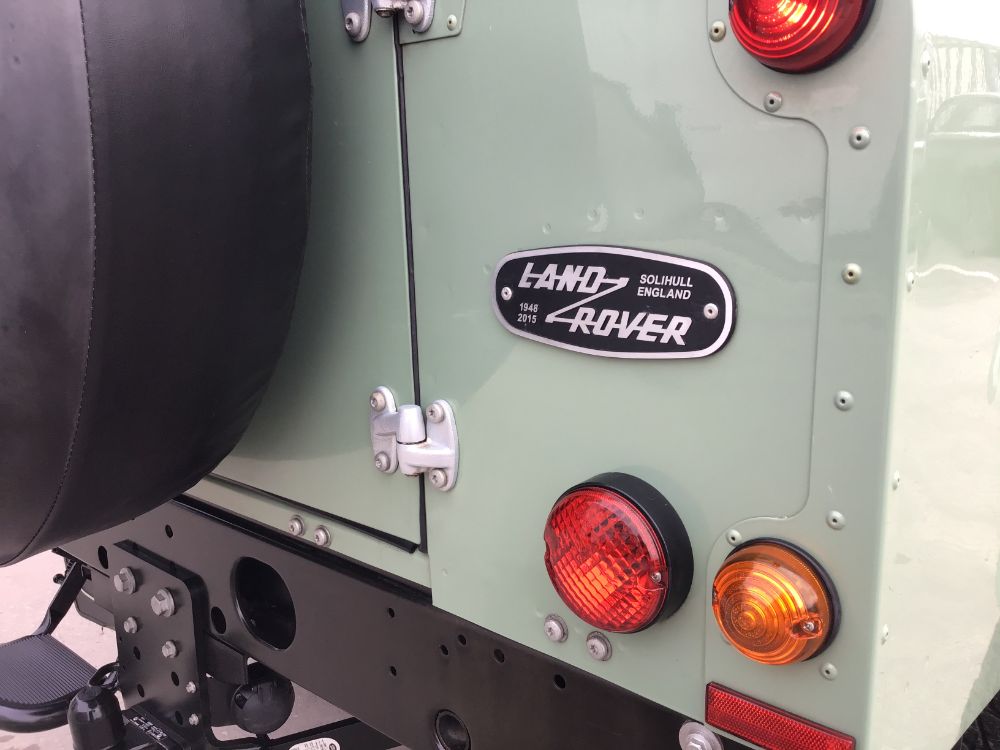 LAND
ROVER
SOLIHULL
ENGLAND
1948
2015